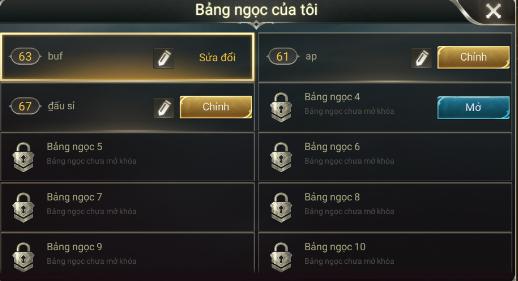 Bảng ngọc của tôi
63 buf Sửa đổi
61 ap Chỉnh
67 đấu sĩ Chỉnh
Bảng ngọc 4 Mở
Bảng ngọc chưa mở khóa
Bảng ngọc 5
Bảng ngọc chưa mở khóa
Bảng ngọc 6
Bảng ngọc chưa mở khóa
Bảng ngọc 7
Bảng ngọc chưa mở khóa
Bảng ngọc 8
Bảng ngọc chưa mở khóa
Bảng ngọc 9
Bảng ngọc chưa mở khóa
Bảng ngọc 10
Bảng ngọc chưa mở khóa